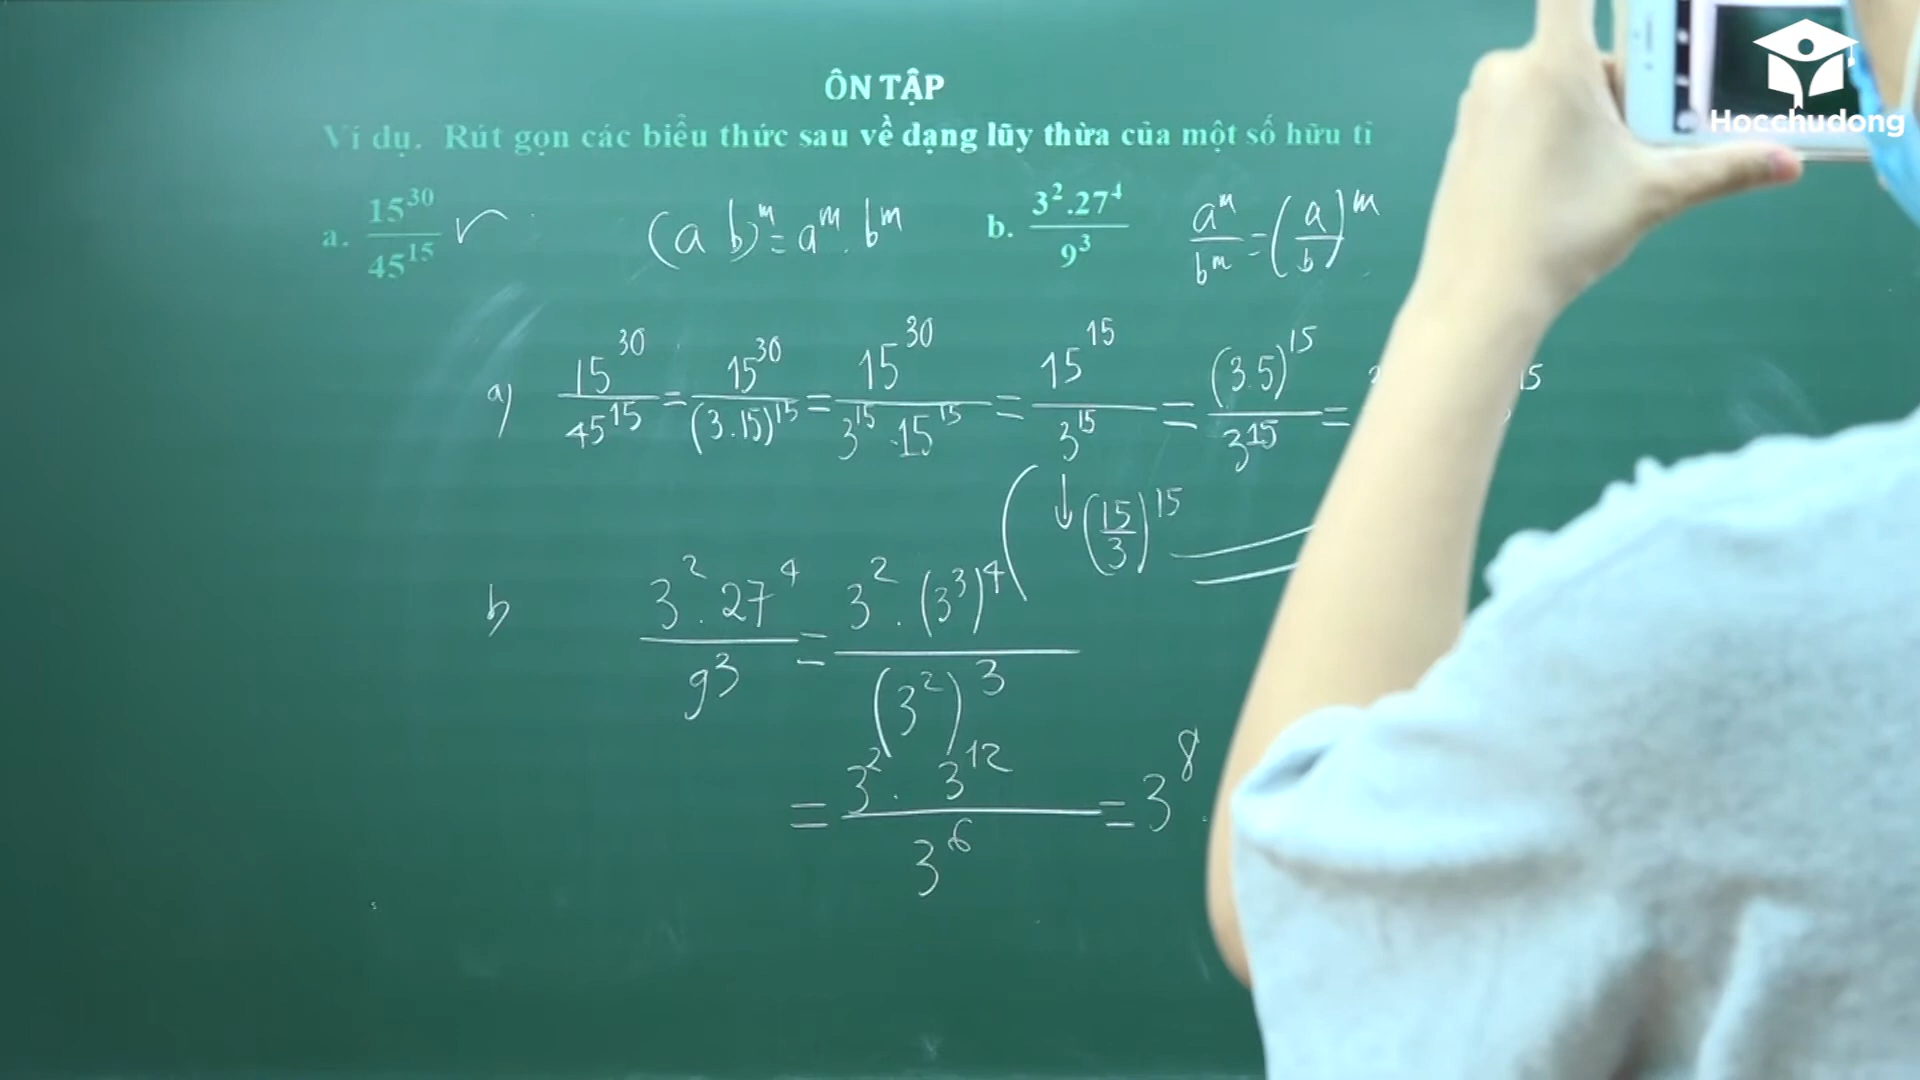 Hocchudong
ÔN TẬP
Ví dụ. Rút gọn các biểu thức sau về dạng lũy thừa của một số hữu tỉ
a. 15^30 / 45^15 (a b)^m = a^m . b^m b. 3^2.27^4 / 9^3 a^m / b^m = (a/b)^m
a) 15^30 / 45^15 = 15^30 / (3.15)^15 = 15^30 / 3^15 . 15^15 = 15^15 / 3^15 = (3.5)^15 / 3^15 = 15
↓ (15/3)^15
b) 3^2 . 27^4 / 9^3 = 3^2 . (3^3)^4 / (3^2)^3
= 3^2 . 3^12 / 3^6 = 3^8.